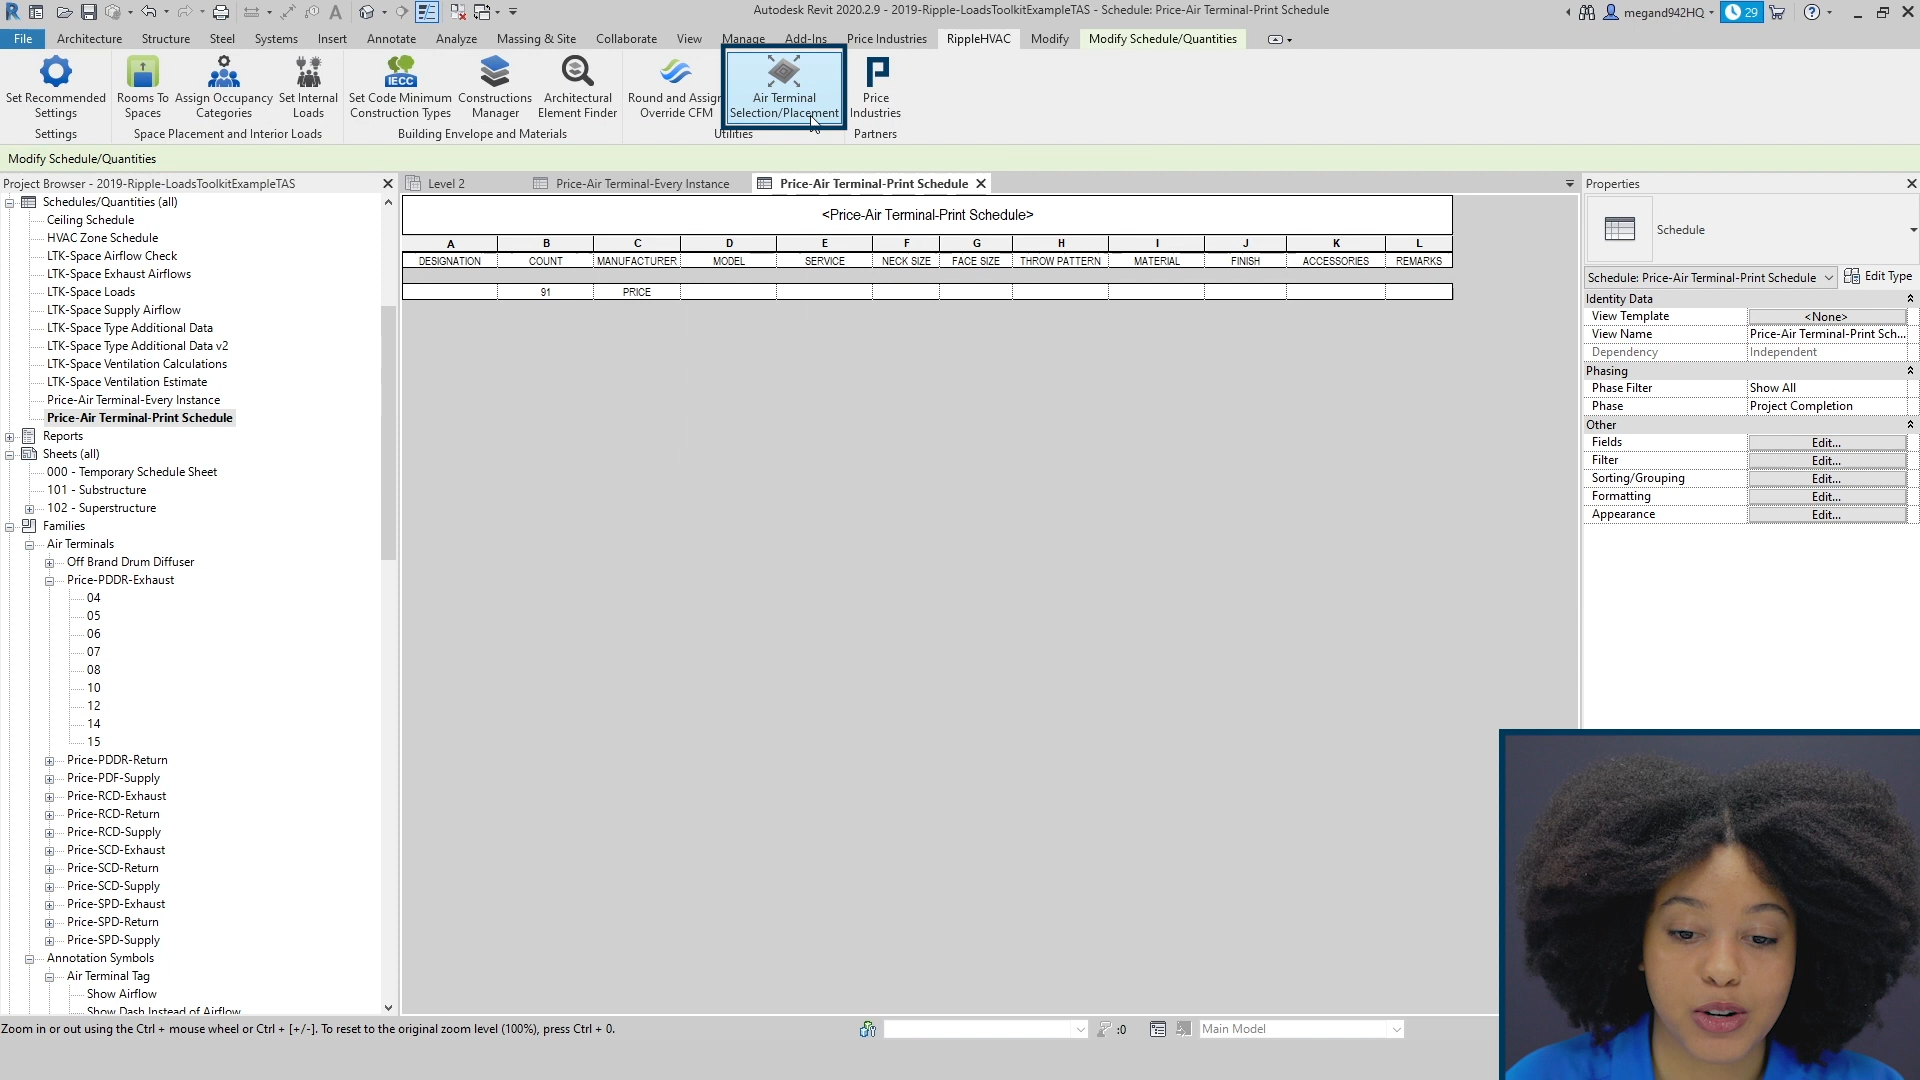 Autodesk Revit 2020.2.9 - 2019-Ripple-LoadsToolkitExampleTAS - Schedule: Price-Air Terminal-Print Schedule
megand942HQ
29
File Architecture Structure Steel Systems Insert Annotate Analyze Massing & Site Collaborate View Manage Add-Ins Price Industries RippleHVAC Modify Modify Schedule/Quantities
Set Recommended Settings
Rooms To Spaces
Assign Occupancy Categories
Set Internal Loads
IECC
Set Code Minimum Construction Types
Constructions Manager
Architectural Element Finder
Round and Assign Override CFM
Air Terminal Selection/Placement
Price Industries
Settings
Space Placement and Interior Loads
Building Envelope and Materials
Utilities
Partners
Modify Schedule/Quantities
Project Browser - 2019-Ripple-LoadsToolkitExampleTAS
Schedules/Quantities (all)
Ceiling Schedule
HVAC Zone Schedule
LTK-Space Airflow Check
LTK-Space Exhaust Airflows
LTK-Space Loads
LTK-Space Supply Airflow
LTK-Space Type Additional Data
LTK-Space Type Additional Data v2
LTK-Space Ventilation Calculations
LTK-Space Ventilation Estimate
Price-Air Terminal-Every Instance
Price-Air Terminal-Print Schedule
Reports
Sheets (all)
000 - Temporary Schedule Sheet
101 - Substructure
102 - Superstructure
Families
Air Terminals
Off Brand Drum Diffuser
Price-PDDR-Exhaust
04
05
06
07
08
10
12
14
15
Price-PDDR-Return
Price-PDF-Supply
Price-RCD-Exhaust
Price-RCD-Return
Price-RCD-Supply
Price-SCD-Exhaust
Price-SCD-Return
Price-SCD-Supply
Price-SPD-Exhaust
Price-SPD-Return
Price-SPD-Supply
Annotation Symbols
Air Terminal Tag
Show Airflow
Show Dash Instead of Airflow
Level 2
Price-Air Terminal-Every Instance
Price-Air Terminal-Print Schedule
<Price-Air Terminal-Print Schedule>
A B C D E F G H I J K L
DESIGNATION COUNT MANUFACTURER MODEL SERVICE NECK SIZE FACE SIZE THROW PATTERN MATERIAL FINISH ACCESSORIES REMARKS
91 PRICE
Properties
Schedule
Schedule: Price-Air Terminal-Print Schedule Edit Type
Identity Data
View Template <None>
View Name Price-Air Terminal-Print Sch...
Dependency Independent
Phasing
Phase Filter Show All
Phase Project Completion
Other
Fields Edit...
Filter Edit...
Sorting/Grouping Edit...
Formatting Edit...
Appearance Edit...
Zoom in or out using the Ctrl + mouse wheel or Ctrl + [+/-]. To reset to the original zoom level (100%), press Ctrl + 0.
:0
Main Model